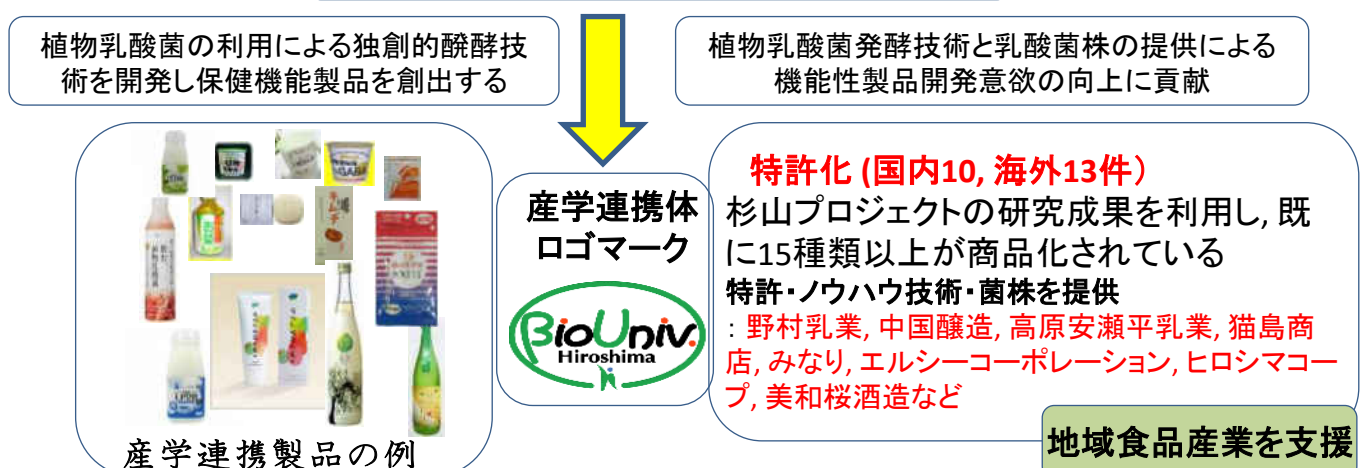 植物乳酸菌の利用による独創的醗酵技
術を開発し保健機能製品を創出する
植物乳酸菌発酵技術と乳酸菌株の提供による
機能性製品開発意欲の向上に貢献
産学連携製品の例
産学連携体
ロゴマーク
BioUniv.
Hiroshima
特許化 (国内10, 海外13件)
杉山プロジェクトの研究成果を利用し, 既
に15種類以上が商品化されている
特許・ノウハウ技術・菌株を提供
: 野村乳業, 中国醸造, 高原安瀬平乳業, 猫島商
店, みなり, エルシーコーポレーション, ヒロシマコー
プ, 美和桜酒造など
地域食品産業を支援